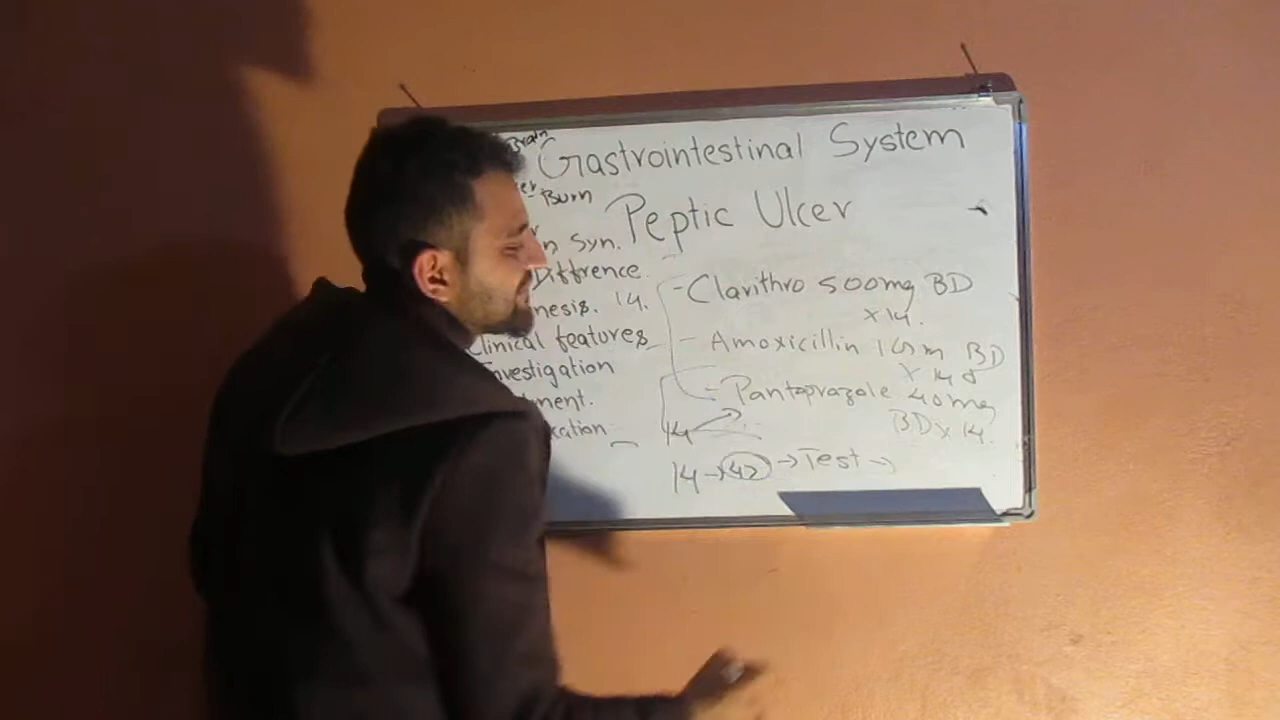 Gastrointestinal System
Peptic Ulcer
Burn
Syn.
Diffrence
nesis. 14.
Clinical features
Investigation
ment.
- Clarithro 500mg BD
x 14.
- Amoxicillin 1Gm BD
x 14
- Pantoprazole 40mg
BD x 14.
14
14 → 42 → Test →